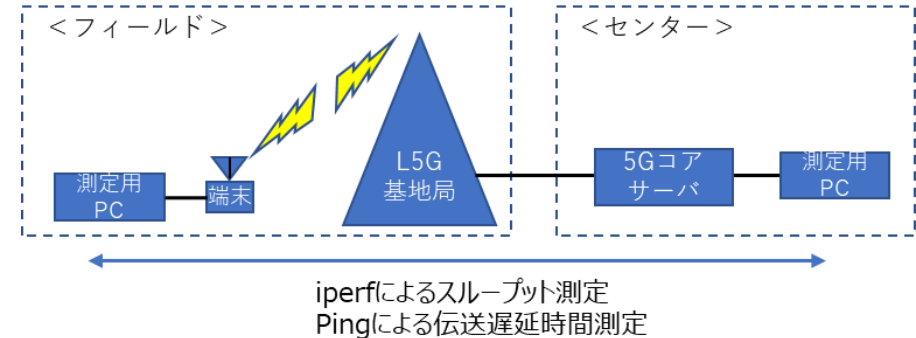 ＜フィールド＞
＜センター＞
測定用
PC
端末
L5G
基地局
5Gコア
サーバ
測定用
PC
iperfによるスループット測定
Pingによる伝送遅延時間測定